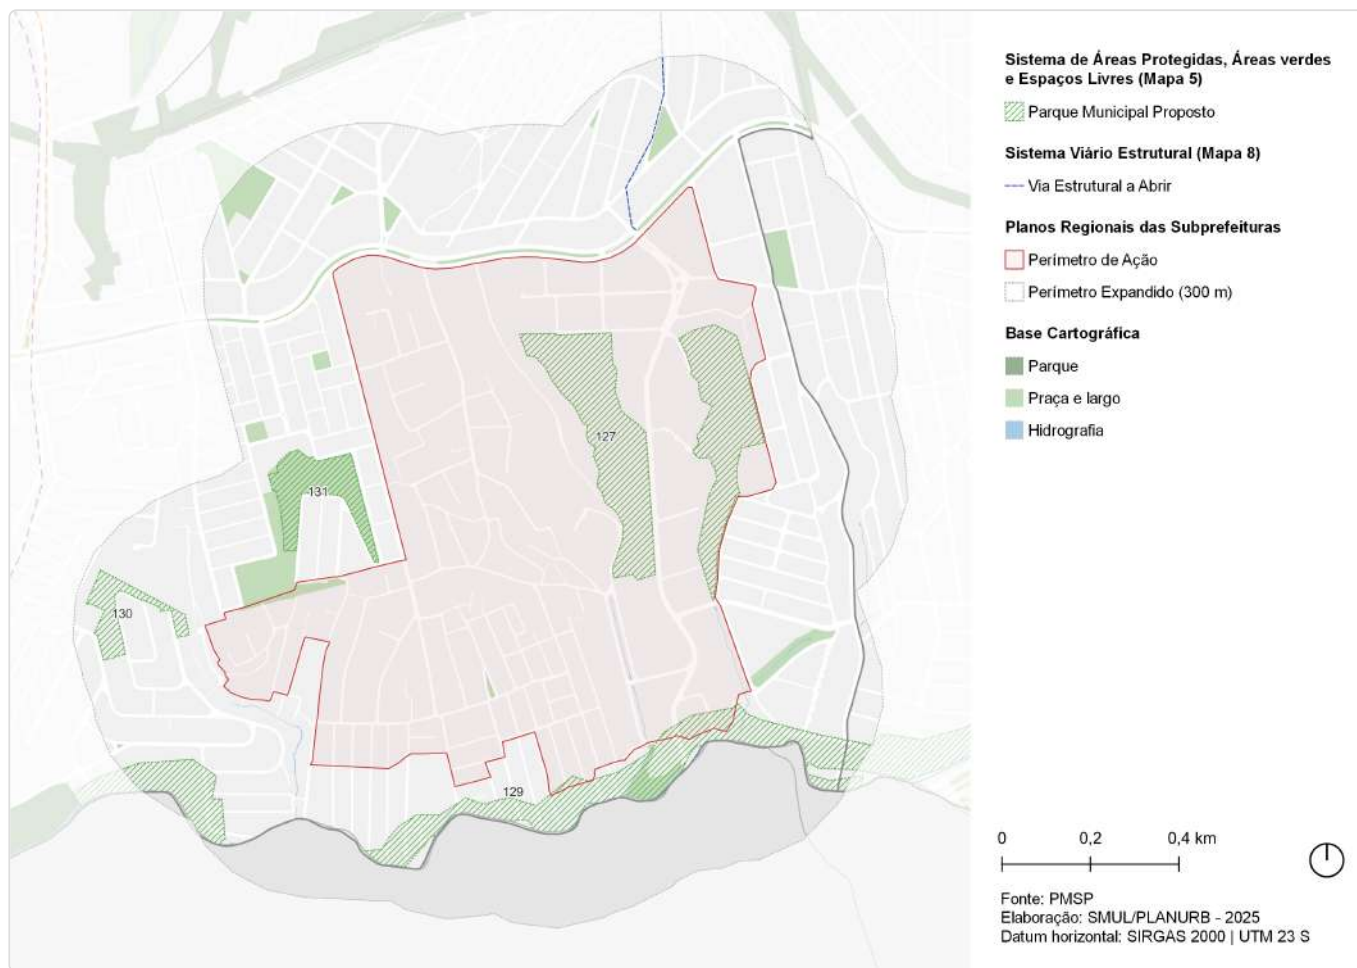 Sistema de Áreas Protegidas, Áreas verdes
e Espaços Livres (Mapa 5)
Parque Municipal Proposto
Sistema Viário Estrutural (Mapa 8)
Via Estrutural a Abrir
Planos Regionais das Subprefeituras
Perímetro de Ação
Perímetro Expandido (300 m)
Base Cartográfica
Parque
Praça e largo
Hidrografia
127
131
130
129
0 0,2 0,4 km
Fonte: PMSP
Elaboração: SMUL/PLANURB - 2025
Datum horizontal: SIRGAS 2000 | UTM 23 S